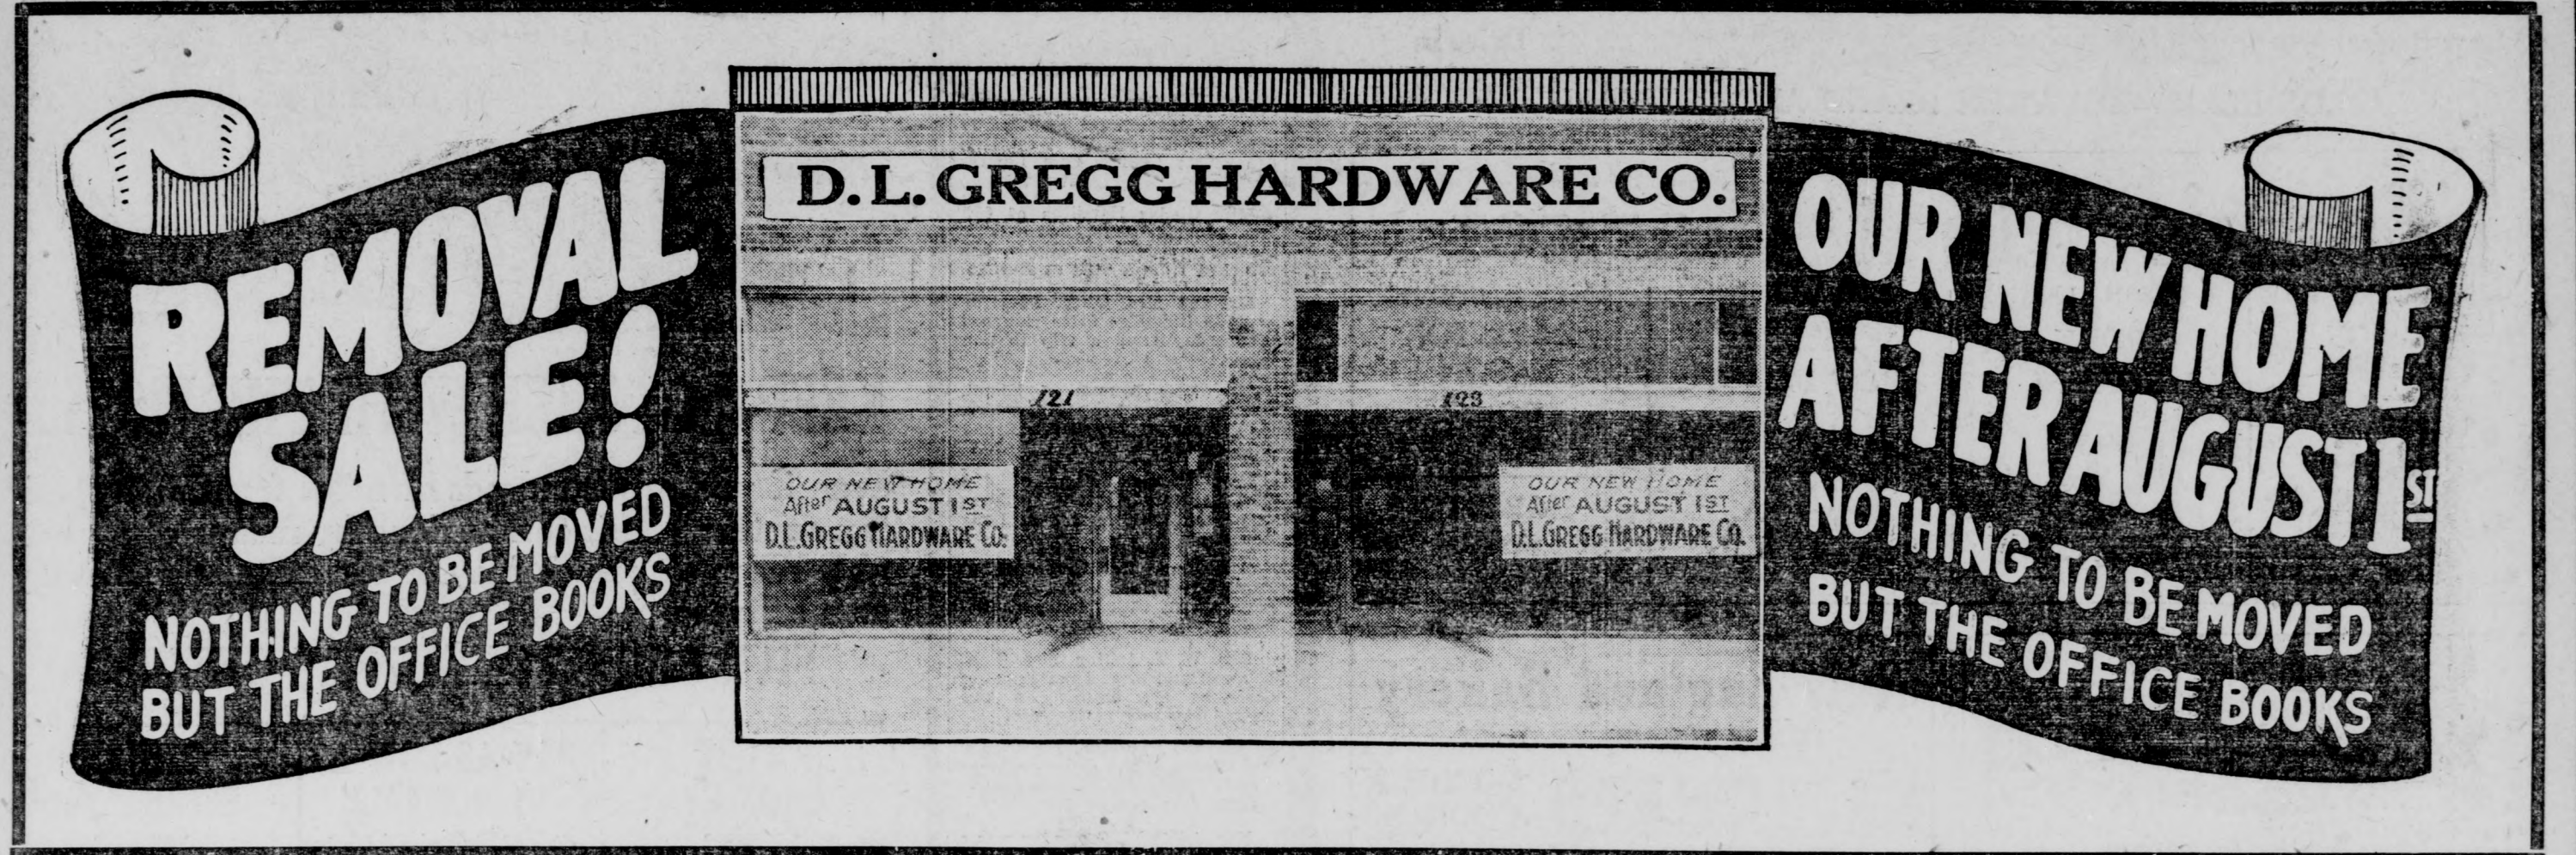 REMOVAL
SALE!
NOTHING TO BE MOVED
BUT THE OFFICE BOOKS
D. L. GREGG HARDWARE CO.
121
123
OUR NEW HOME
After AUGUST 1ST
D.L. GREGG HARDWARE CO.
OUR NEW HOME
After AUGUST 1ST
D.L. GREGG HARDWARE CO.
OUR NEW HOME
AFTER AUGUST 1ST
NOTHING TO BE MOVED
BUT THE OFFICE BOOKS